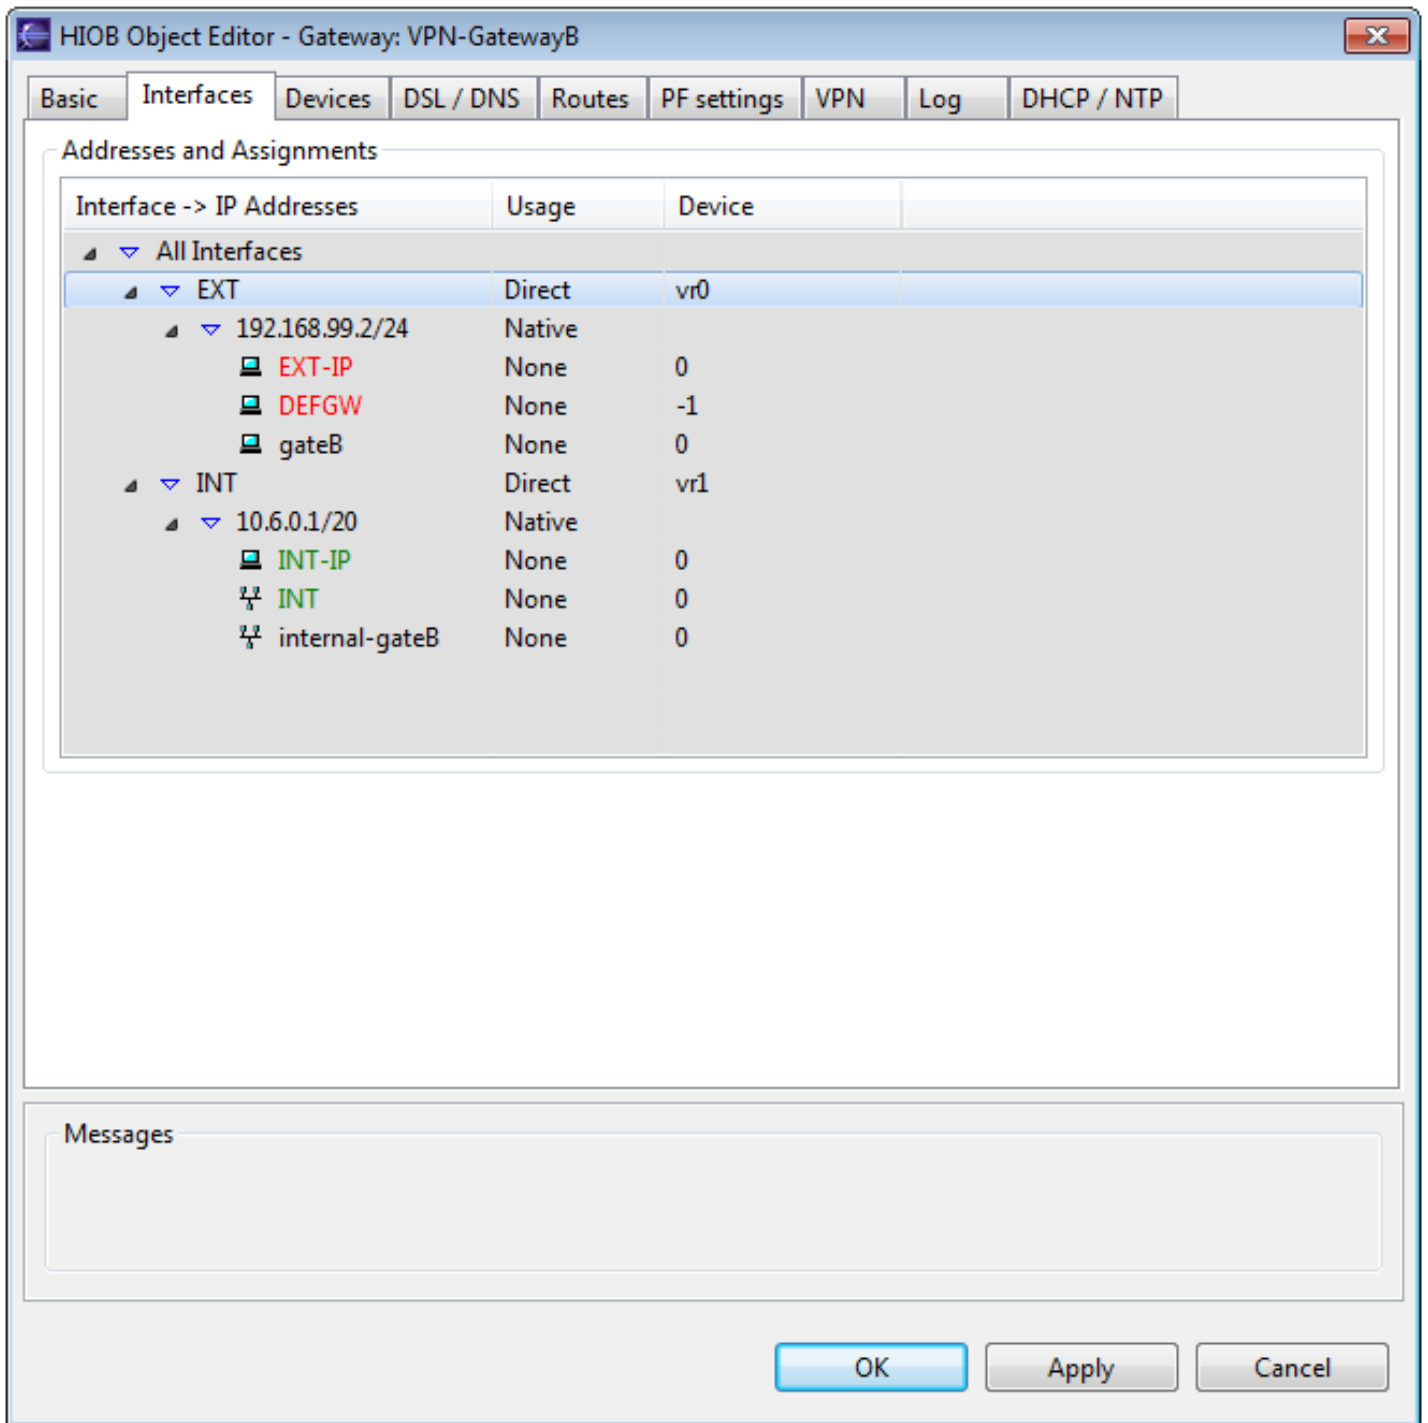 HIOB Object Editor - Gateway: VPN-GatewayB
Basic Interfaces Devices DSL / DNS Routes PF settings VPN Log DHCP / NTP
Addresses and Assignments
Interface -> IP Addresses Usage Device
All Interfaces
EXT Direct vr0
192.168.99.2/24 Native
EXT-IP None 0
DEFGW None -1
gateB None 0
INT Direct vr1
10.6.0.1/20 Native
INT-IP None 0
INT None 0
internal-gateB None 0
Messages
OK Apply Cancel